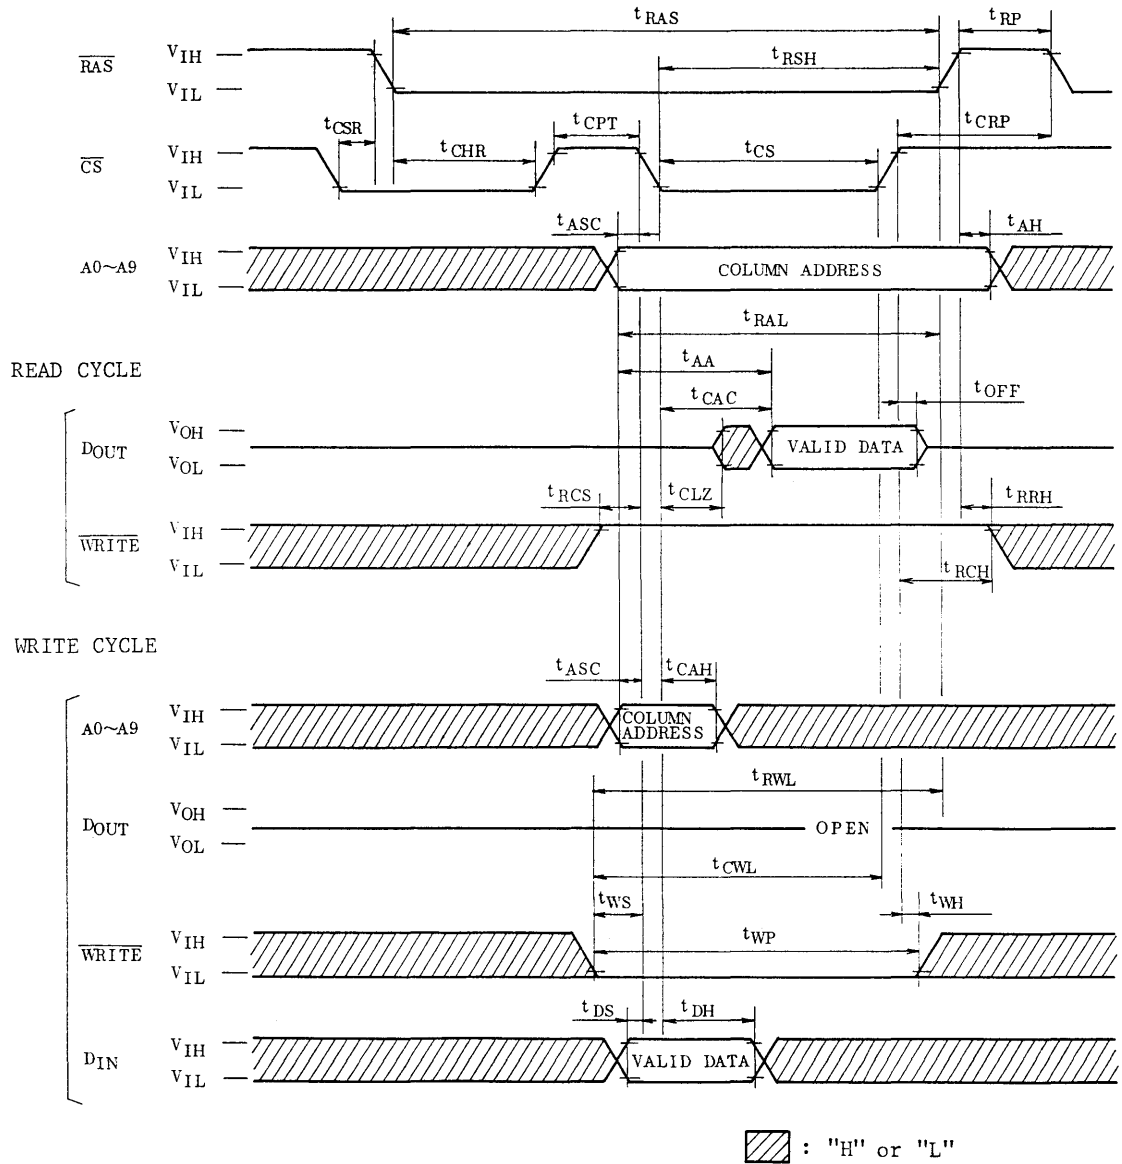 tRAS
tRP
RAS
VIH
VIL
tRSH
tCSR
tCPT
tCRP
CS
VIH
VIL
tCHR
tCS
tASC
tAH
A0~A9
VIH
VIL
COLUMN ADDRESS
tRAL
READ CYCLE
tAA
tCAC
tOFF
DOUT
VOH
VOL
VALID DATA
tRCS
tCLZ
tRRH
WRITE
VIH
VIL
tRCH
WRITE CYCLE
tASC
tCAH
A0~A9
VIH
VIL
COLUMN
ADDRESS
tRWL
DOUT
VOH
VOL
OPEN
tCWL
tWS
tWH
WRITE
VIH
VIL
tWP
tDS
tDH
DIN
VIH
VIL
VALID DATA
: "H" or "L"